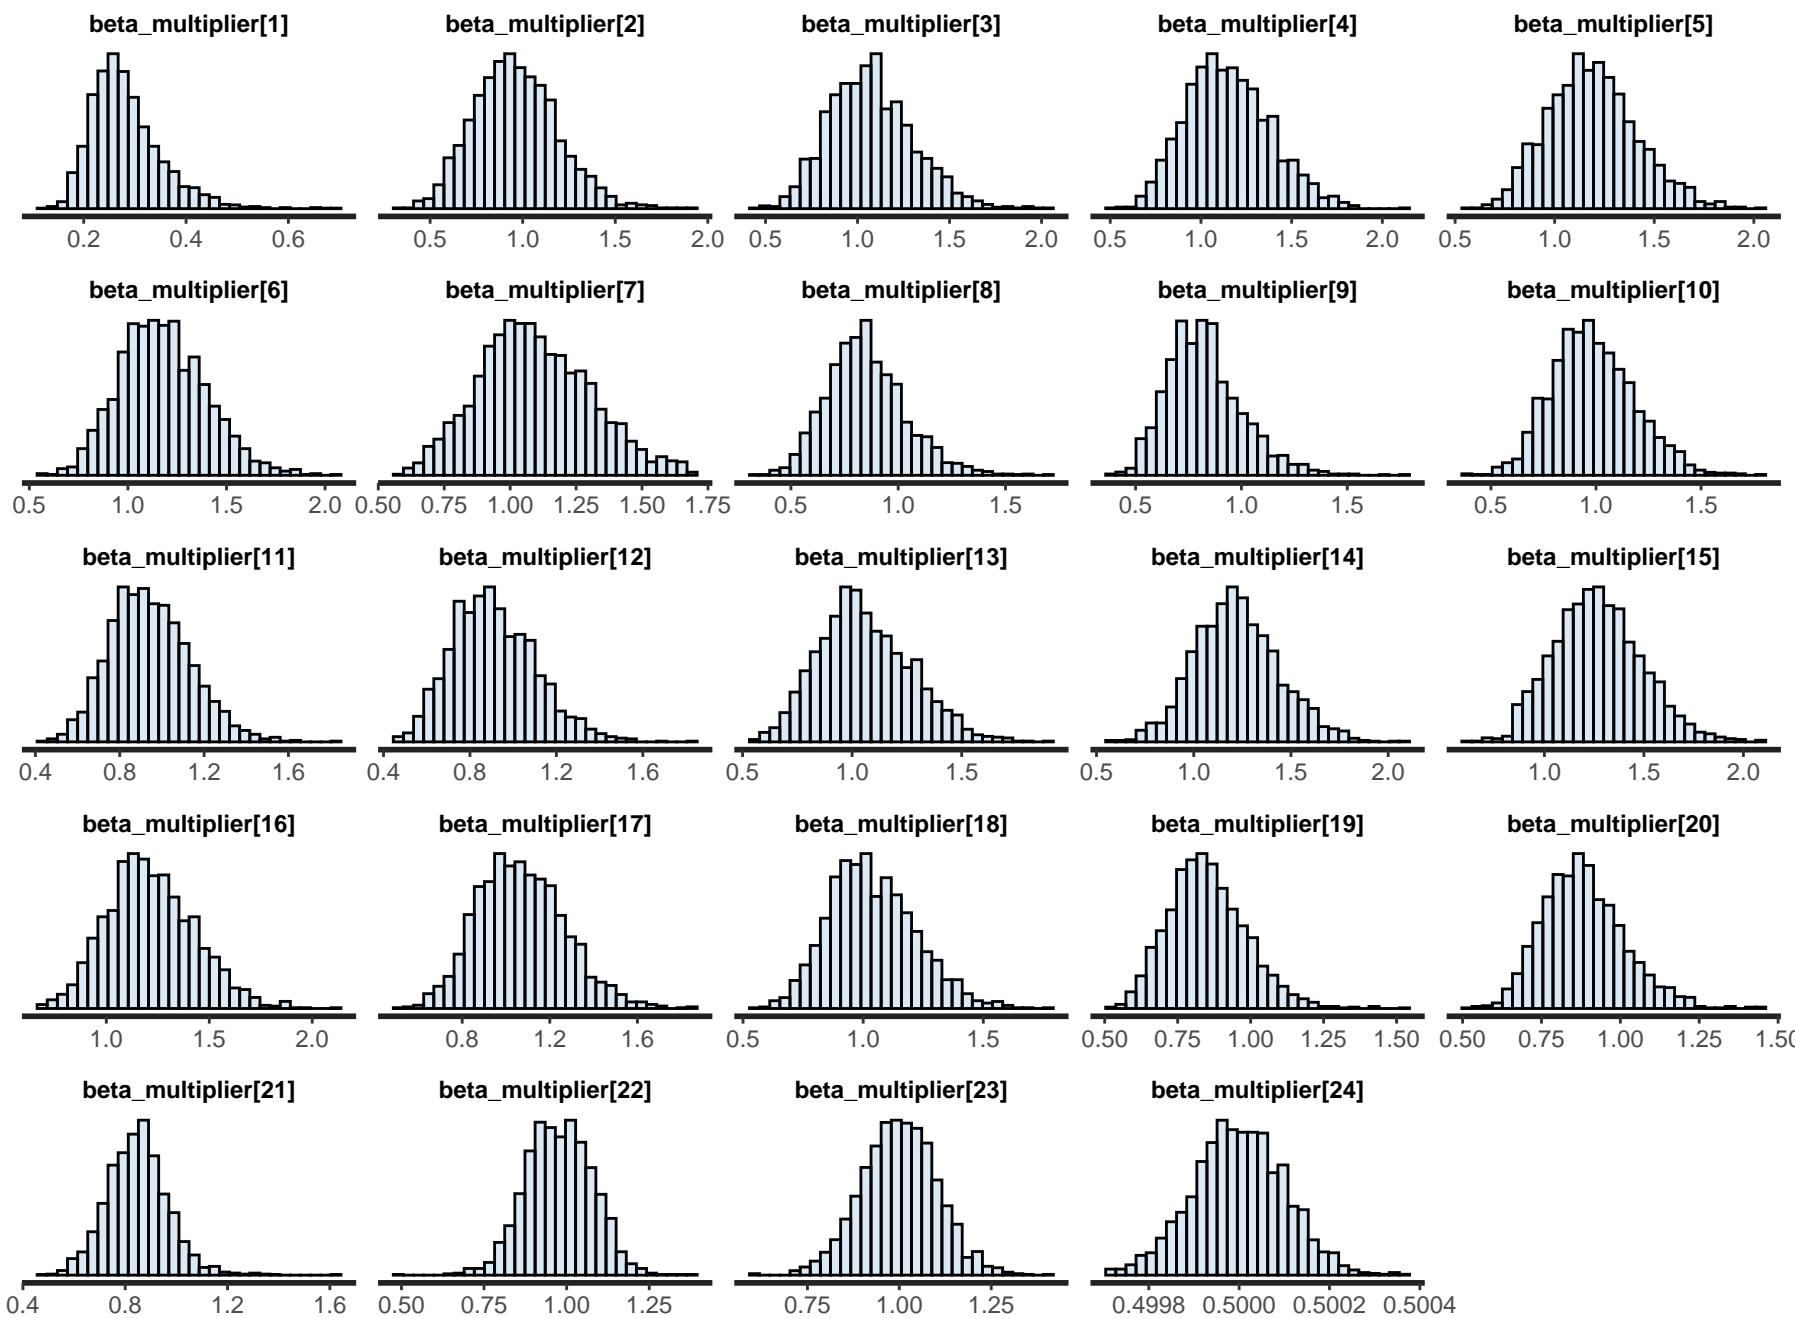 beta_multiplier[1] beta_multiplier[2] beta_multiplier[3] beta_multiplier[4] beta_multiplier[5]
0.2 0.4 0.6 0.5 1.0 1.5 2.0 0.5 1.0 1.5 2.0 0.5 1.0 1.5 2.0 0.5 1.0 1.5 2.0
beta_multiplier[6] beta_multiplier[7] beta_multiplier[8] beta_multiplier[9] beta_multiplier[10]
0.5 1.0 1.5 2.0 0.50 0.75 1.00 1.25 1.50 1.75 0.5 1.0 1.5 0.5 1.0 1.5 0.5 1.0 1.5
beta_multiplier[11] beta_multiplier[12] beta_multiplier[13] beta_multiplier[14] beta_multiplier[15]
0.4 0.8 1.2 1.6 0.4 0.8 1.2 1.6 0.5 1.0 1.5 0.5 1.0 1.5 2.0 1.0 1.5 2.0
beta_multiplier[16] beta_multiplier[17] beta_multiplier[18] beta_multiplier[19] beta_multiplier[20]
1.0 1.5 2.0 0.8 1.2 1.6 0.5 1.0 1.5 0.50 0.75 1.00 1.25 1.50 0.50 0.75 1.00 1.25 1.50
beta_multiplier[21] beta_multiplier[22] beta_multiplier[23] beta_multiplier[24]
0.4 0.8 1.2 1.6 0.50 0.75 1.00 1.25 0.75 1.00 1.25 0.4998 0.5000 0.5002 0.5004